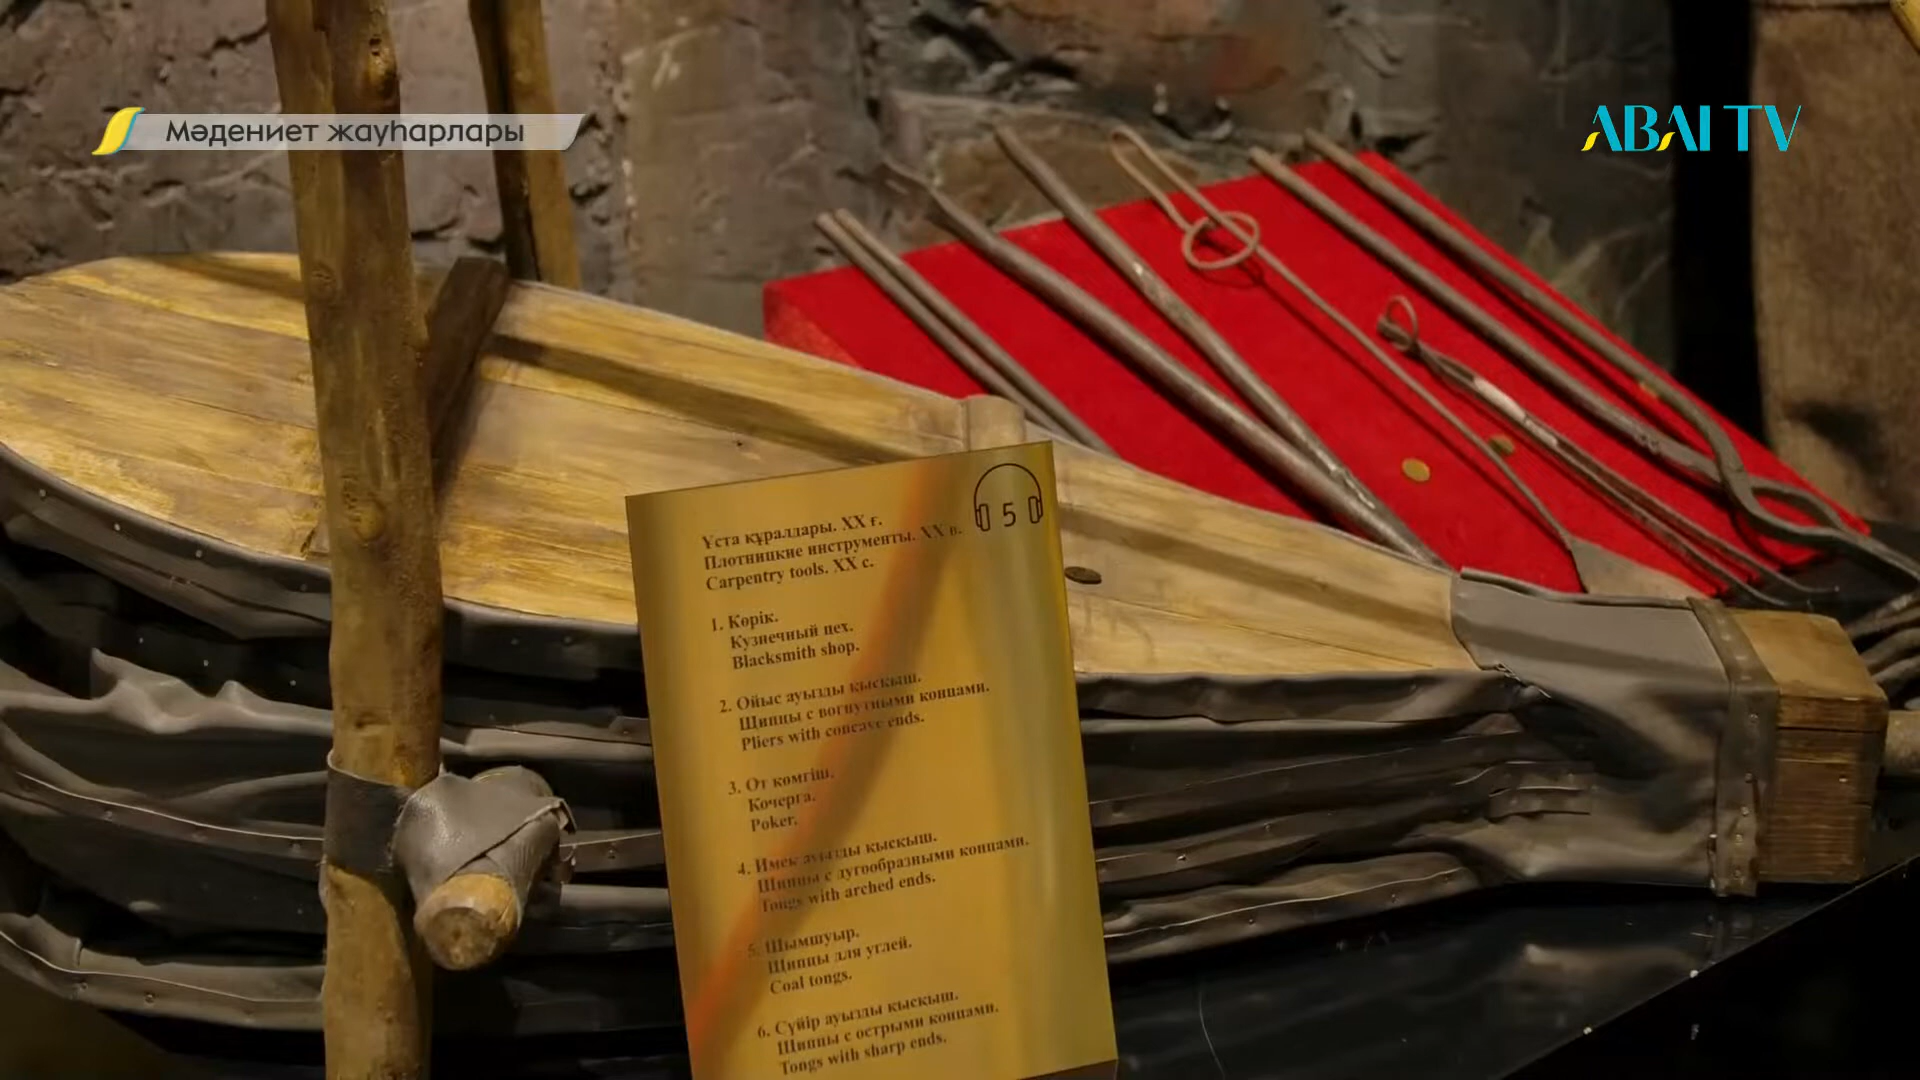 Мәдениет жауһарлары
ABAI TV
5
Ұста құралдары. XX ғ.
Плотницкие инструменты. XX в.
Carpentry tools. XX c.
1. Көрік.
Кузнечный цех.
Blacksmith shop.
2. Ойыс ауызды қысқыш.
Щипцы с вогнутыми концами.
Pliers with concave ends.
3. От көмгіш.
Кочерга.
Poker.
4. Имек ауызды қысқыш.
Щипцы с дугообразными концами.
Tongs with arched ends.
5. Шымшуыр.
Щипцы для углей.
Coal tongs.
6. Сүйір ауызды қысқыш.
Щипцы с острыми концами.
Tongs with sharp ends.